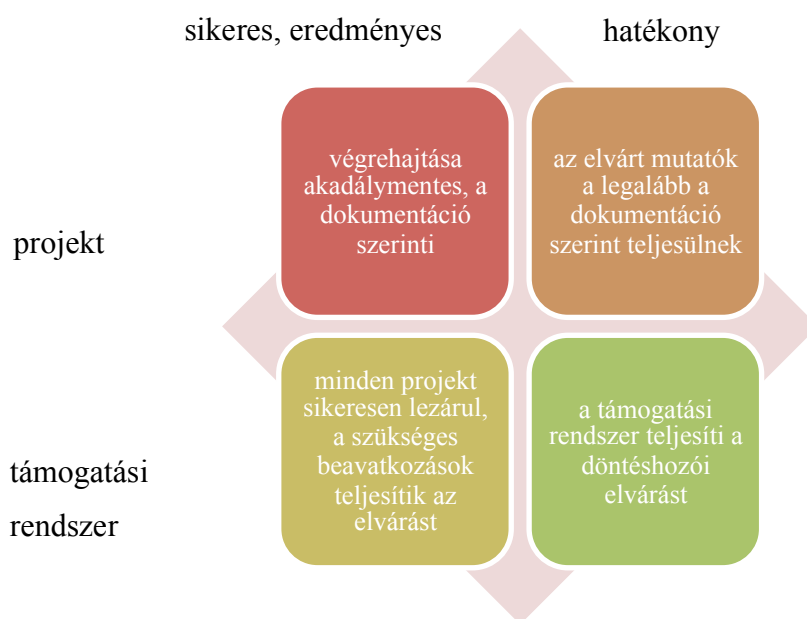 sikeres, eredményes
hatékony
projekt
végrehajtása
akadálymentes, a
dokumentáció
szerinti
az elvárt mutatók
a legalább a
dokumentáció
szerint teljesülnek
támogatási
rendszer
minden projekt
sikeresen lezárul,
a szükséges
beavatkozások
teljesítik az
elvárást
a támogatási
rendszer teljesíti a
döntéshozói
elvárást